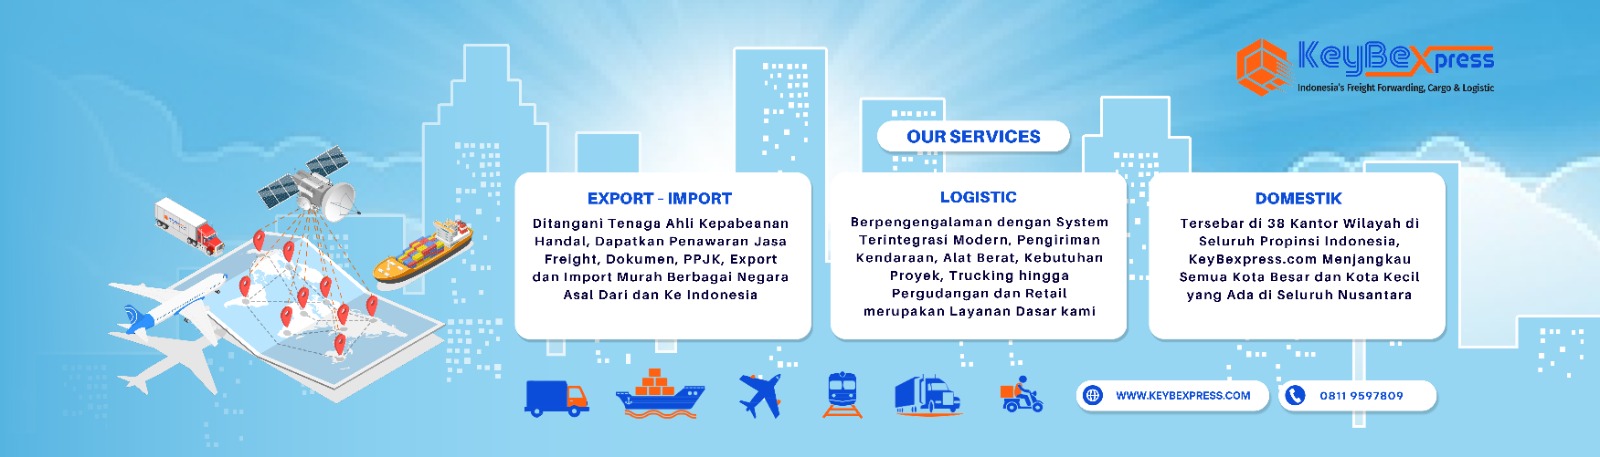 KeyBeXpress
Indonesia's Freight Forwarding, Cargo & Logistic
OUR SERVICES
EXPORT - IMPORT
Ditangani Tenaga Ahli Kepabeanan
Handal, Dapatkan Penawaran Jasa
Freight, Dokumen, PPJK, Export
dan Import Murah Berbagai Negara
Asal Dari dan Ke Indonesia
LOGISTIC
Berpengengalaman dengan System
Terintegrasi Modern, Pengiriman
Kendaraan, Alat Berat, Kebutuhan
Proyek, Trucking hingga
Pergudangan dan Retail
merupakan Layanan Dasar kami
DOMESTIK
Tersebar di 38 Kantor Wilayah di
Seluruh Propinsi Indonesia,
KeyBexpress.com Menjangkau
Semua Kota Besar dan Kota Kecil
yang Ada di Seluruh Nusantara
WWW.KEYBEXPRESS.COM
0811 9597809